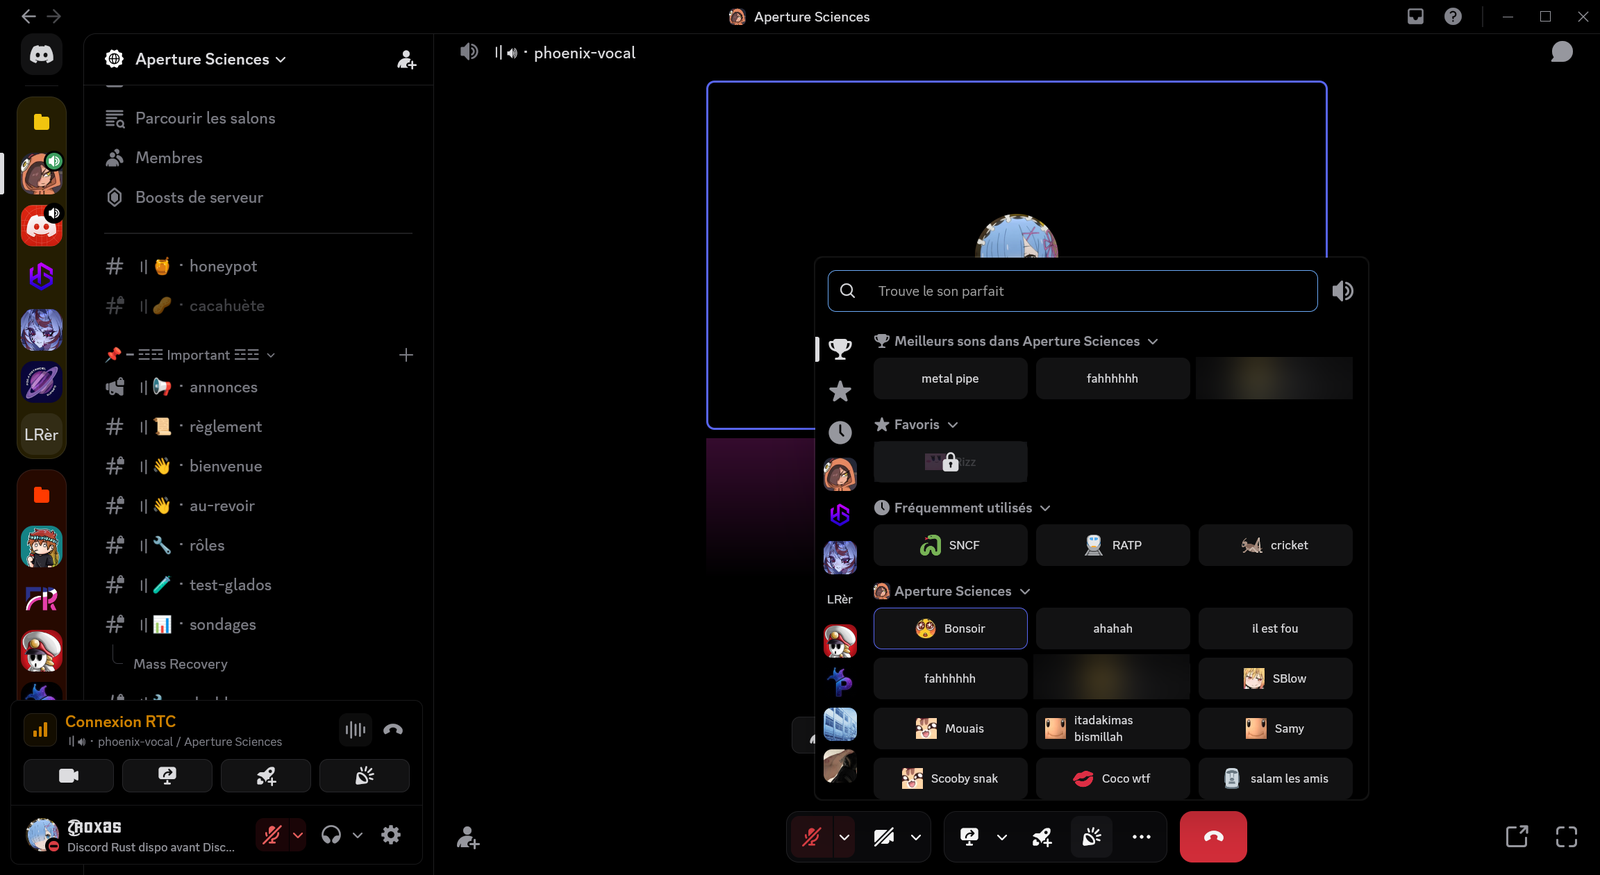 Aperture Sciences
Aperture Sciences
phoenix-vocal
Parcourir les salons
Membres
Boosts de serveur
honeypot
cacahuète
Important
annonces
règlement
bienvenue
au-revoir
rôles
test-glados
sondages
Mass Recovery
LRèr
Connexion RTC
phoenix-vocal / Aperture Sciences
Roxas
Discord Rust dispo avant Disc...
Trouve le son parfait
Meilleurs sons dans Aperture Sciences
metal pipe
fahhhhhh
Favoris
Fréquemment utilisés
SNCF
RATP
cricket
LRèr
Aperture Sciences
Bonsoir
ahahah
il est fou
fahhhhhh
SBlow
Mouais
itadakimas
bismillah
Samy
Scooby snak
Coco wtf
salam les amis